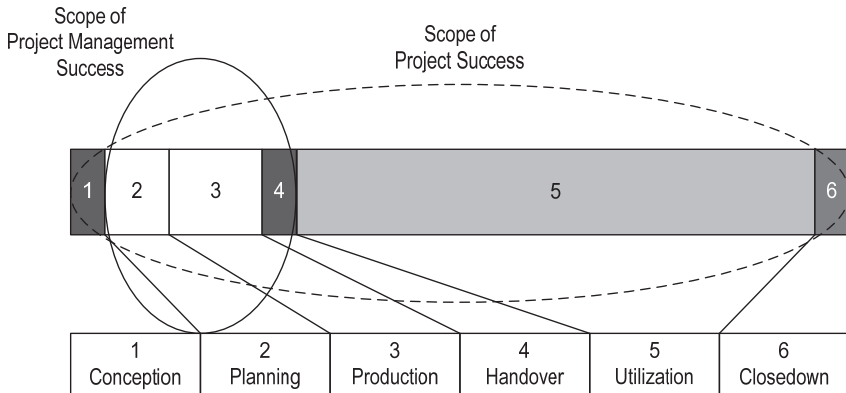 Scope of
Project Management
Success
Scope of
Project Success
1
2
3
4
5
6
1
Conception
2
Planning
3
Production
4
Handover
5
Utilization
6
Closedown